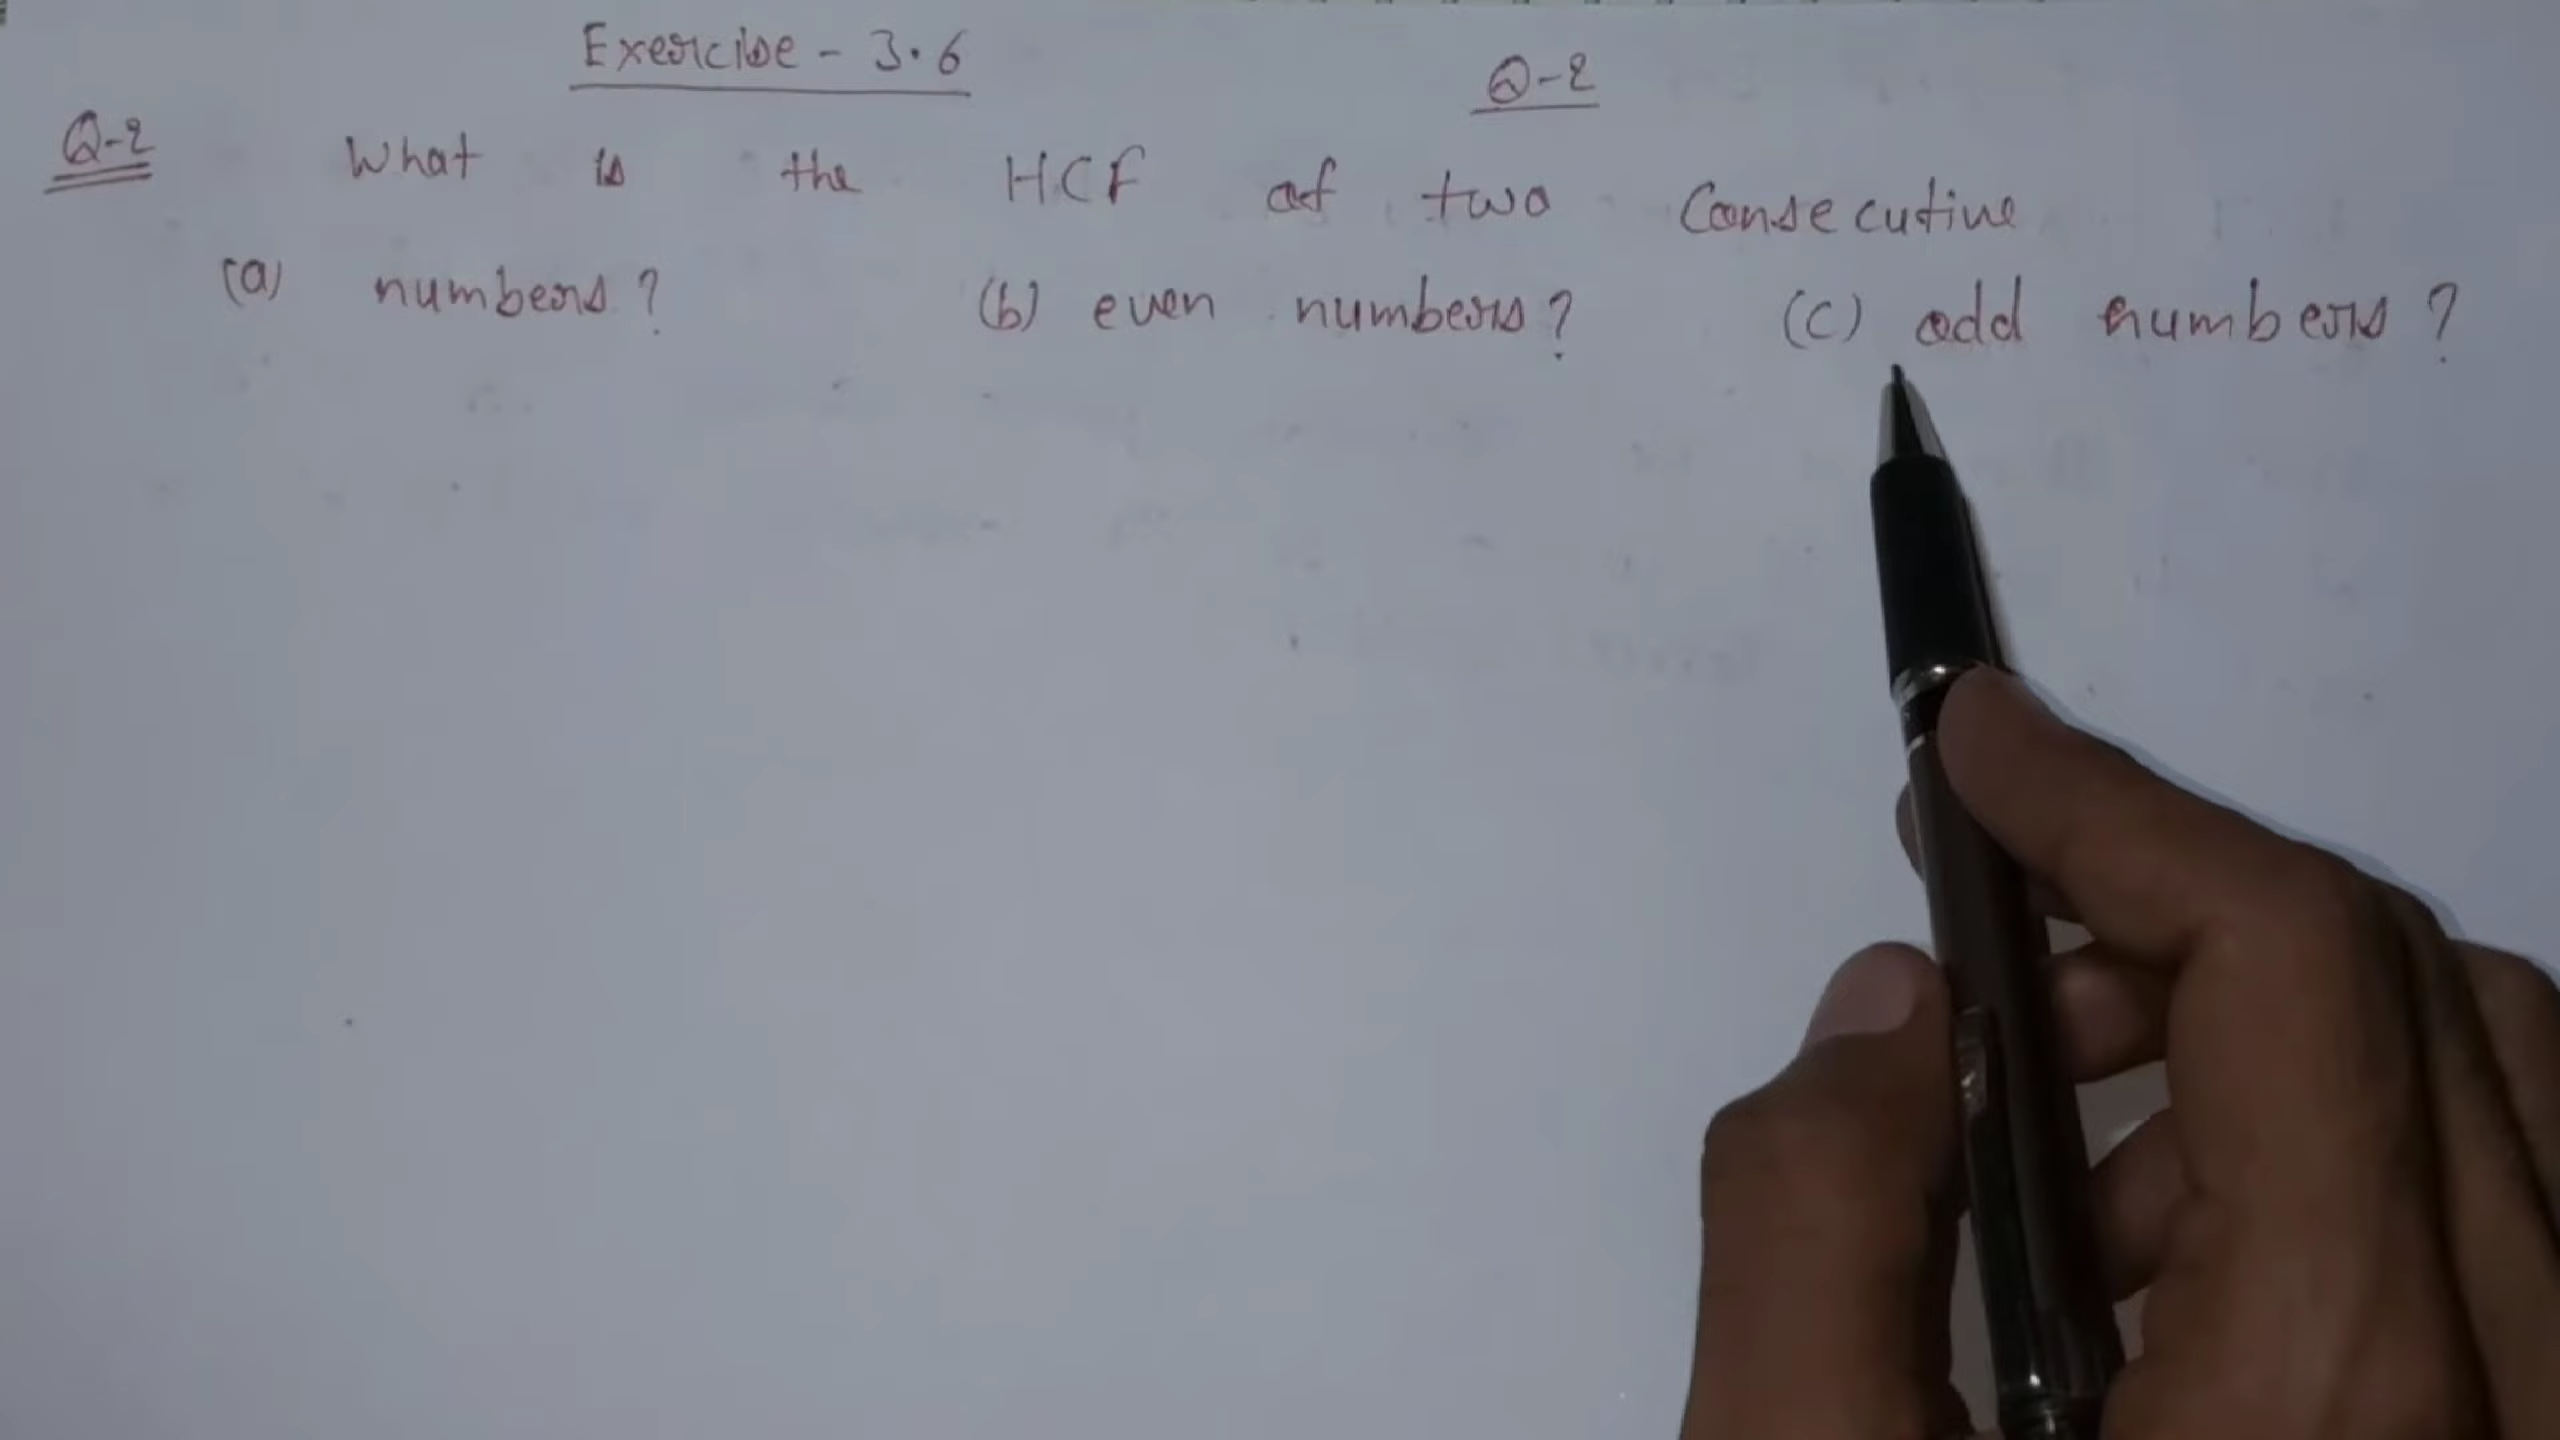 Exercise - 3.6
Q-2
Q-2 What is the HCF of two Consecutive
(a) numbers? (b) even numbers? (c) odd numbers?